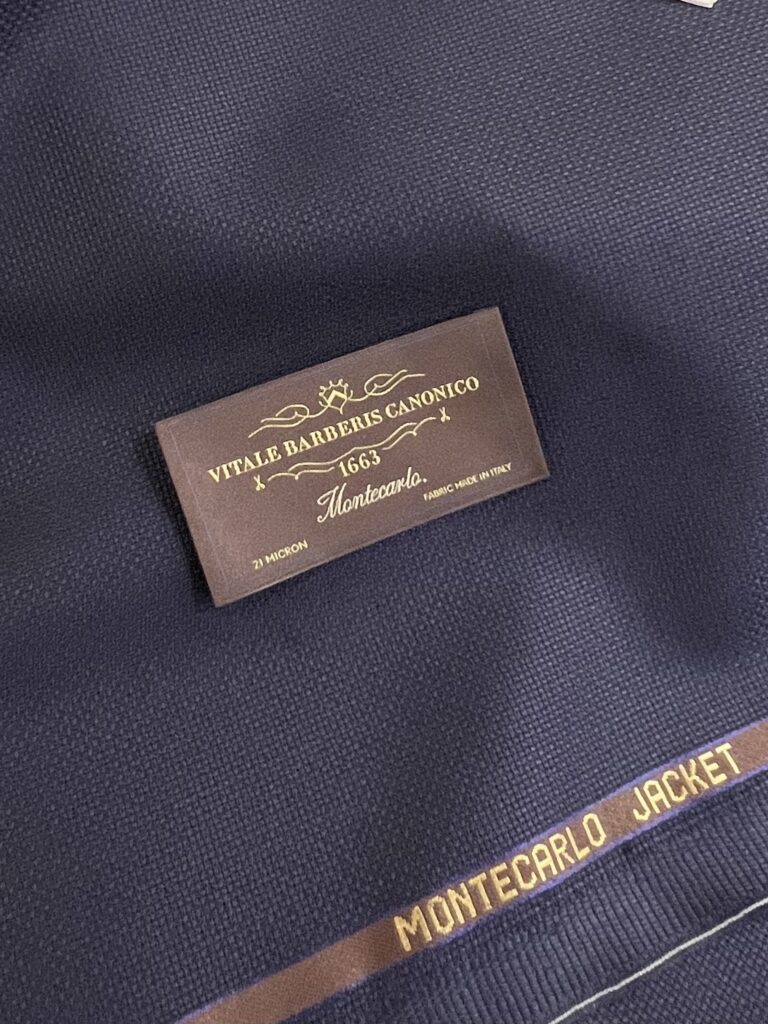 VITALE BARBERIS CANONICO
1663
Montecarlo.
21 MICRON
FABRIC MADE IN ITALY
MONTECARLO JACKET